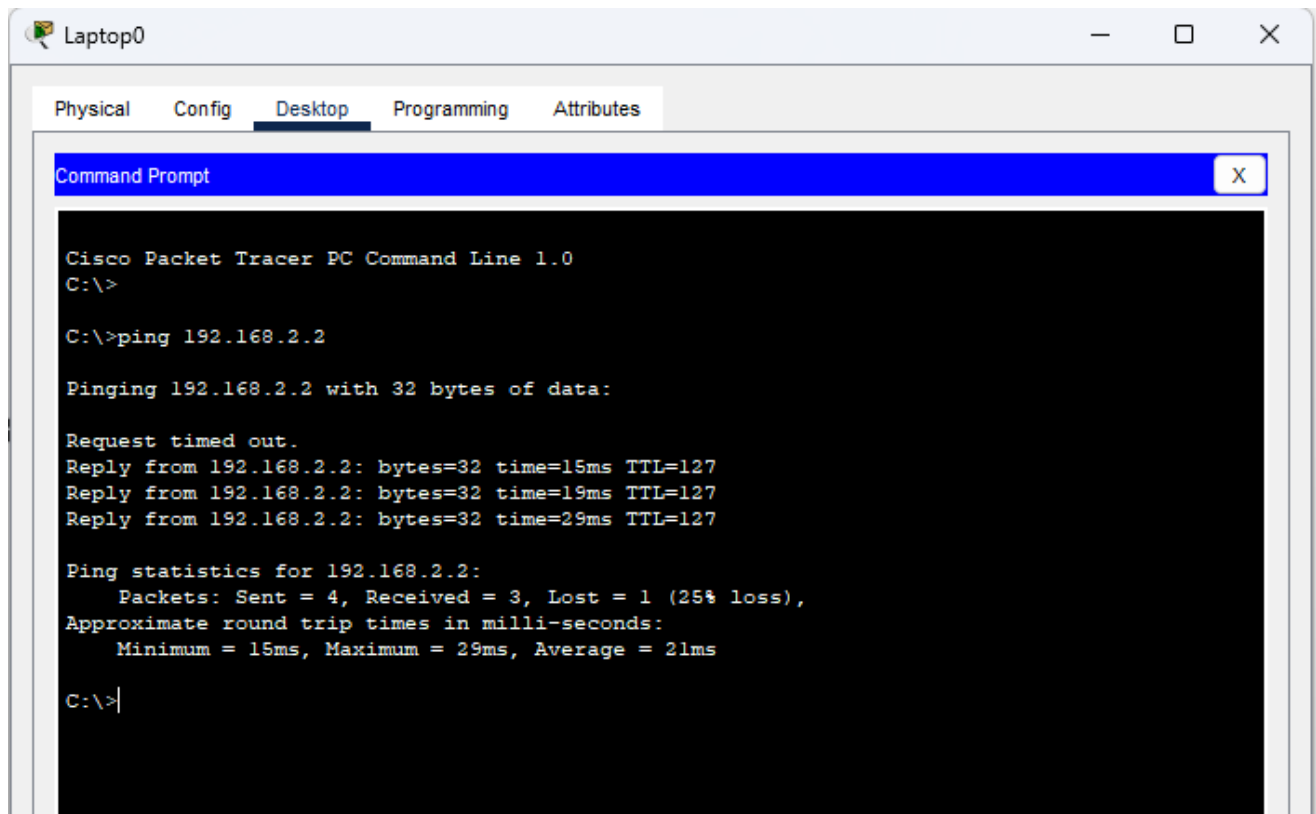 Laptop0
Physical Config Desktop Programming Attributes
Command Prompt X
Cisco Packet Tracer PC Command Line 1.0
C:\>
C:\>ping 192.168.2.2
Pinging 192.168.2.2 with 32 bytes of data:
Request timed out.
Reply from 192.168.2.2: bytes=32 time=15ms TTL=127
Reply from 192.168.2.2: bytes=32 time=19ms TTL=127
Reply from 192.168.2.2: bytes=32 time=29ms TTL=127
Ping statistics for 192.168.2.2:
Packets: Sent = 4, Received = 3, Lost = 1 (25% loss),
Approximate round trip times in milli-seconds:
Minimum = 15ms, Maximum = 29ms, Average = 21ms
C:\>